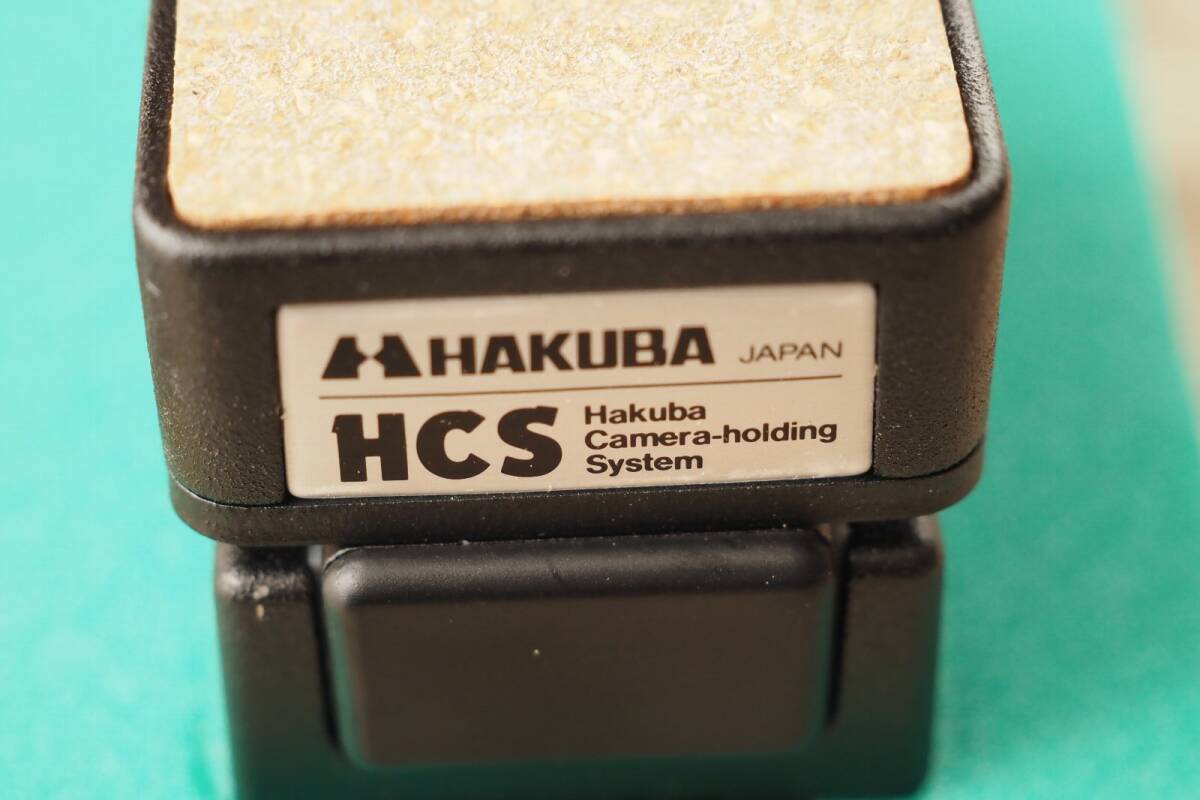 HAKUBA JAPAN
HCS
Hakuba
Camera-holding
System